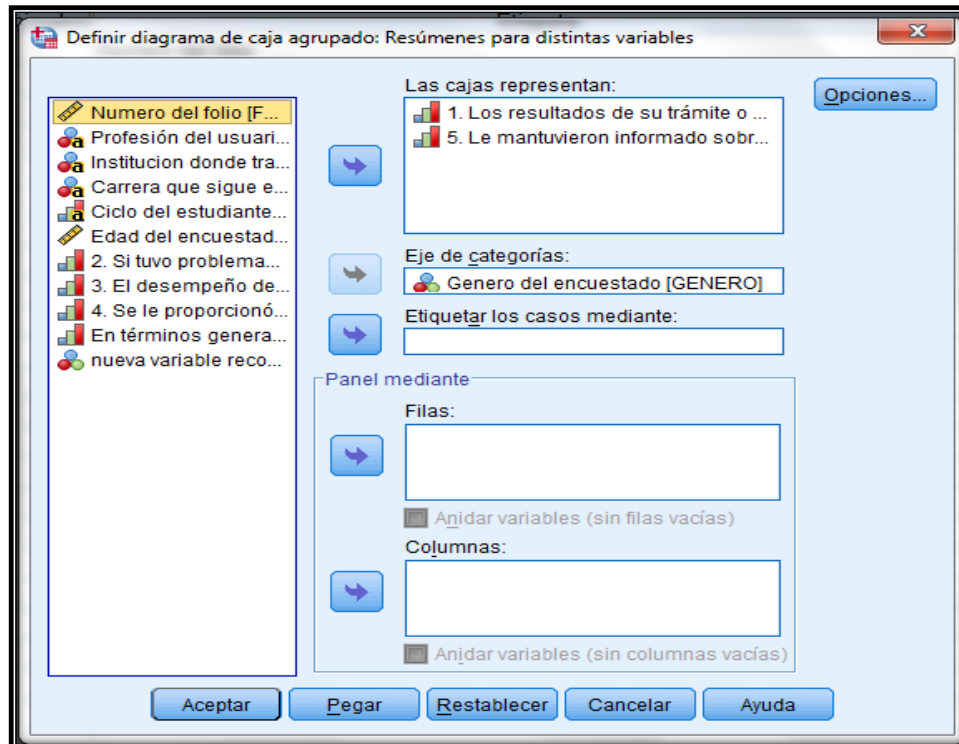 Definir diagrama de caja agrupado: Resúmenes para distintas variables
Numero del folio [F...
Profesión del usuari...
Institucion donde tra...
Carrera que sigue e...
Ciclo del estudiante...
Edad del encuestad...
2. Si tuvo problema...
3. El desempeño de...
4. Se le proporcionó...
En términos genera...
nueva variable reco...
Las cajas representan:
1. Los resultados de su trámite o ...
5. Le mantuvieron informado sobr...
Opciones...
Eje de categorías:
Genero del encuestado [GENERO]
Etiquetar los casos mediante:
Panel mediante
Filas:
Anidar variables (sin filas vacías)
Columnas:
Anidar variables (sin columnas vacías)
Aceptar
Pegar
Restablecer
Cancelar
Ayuda